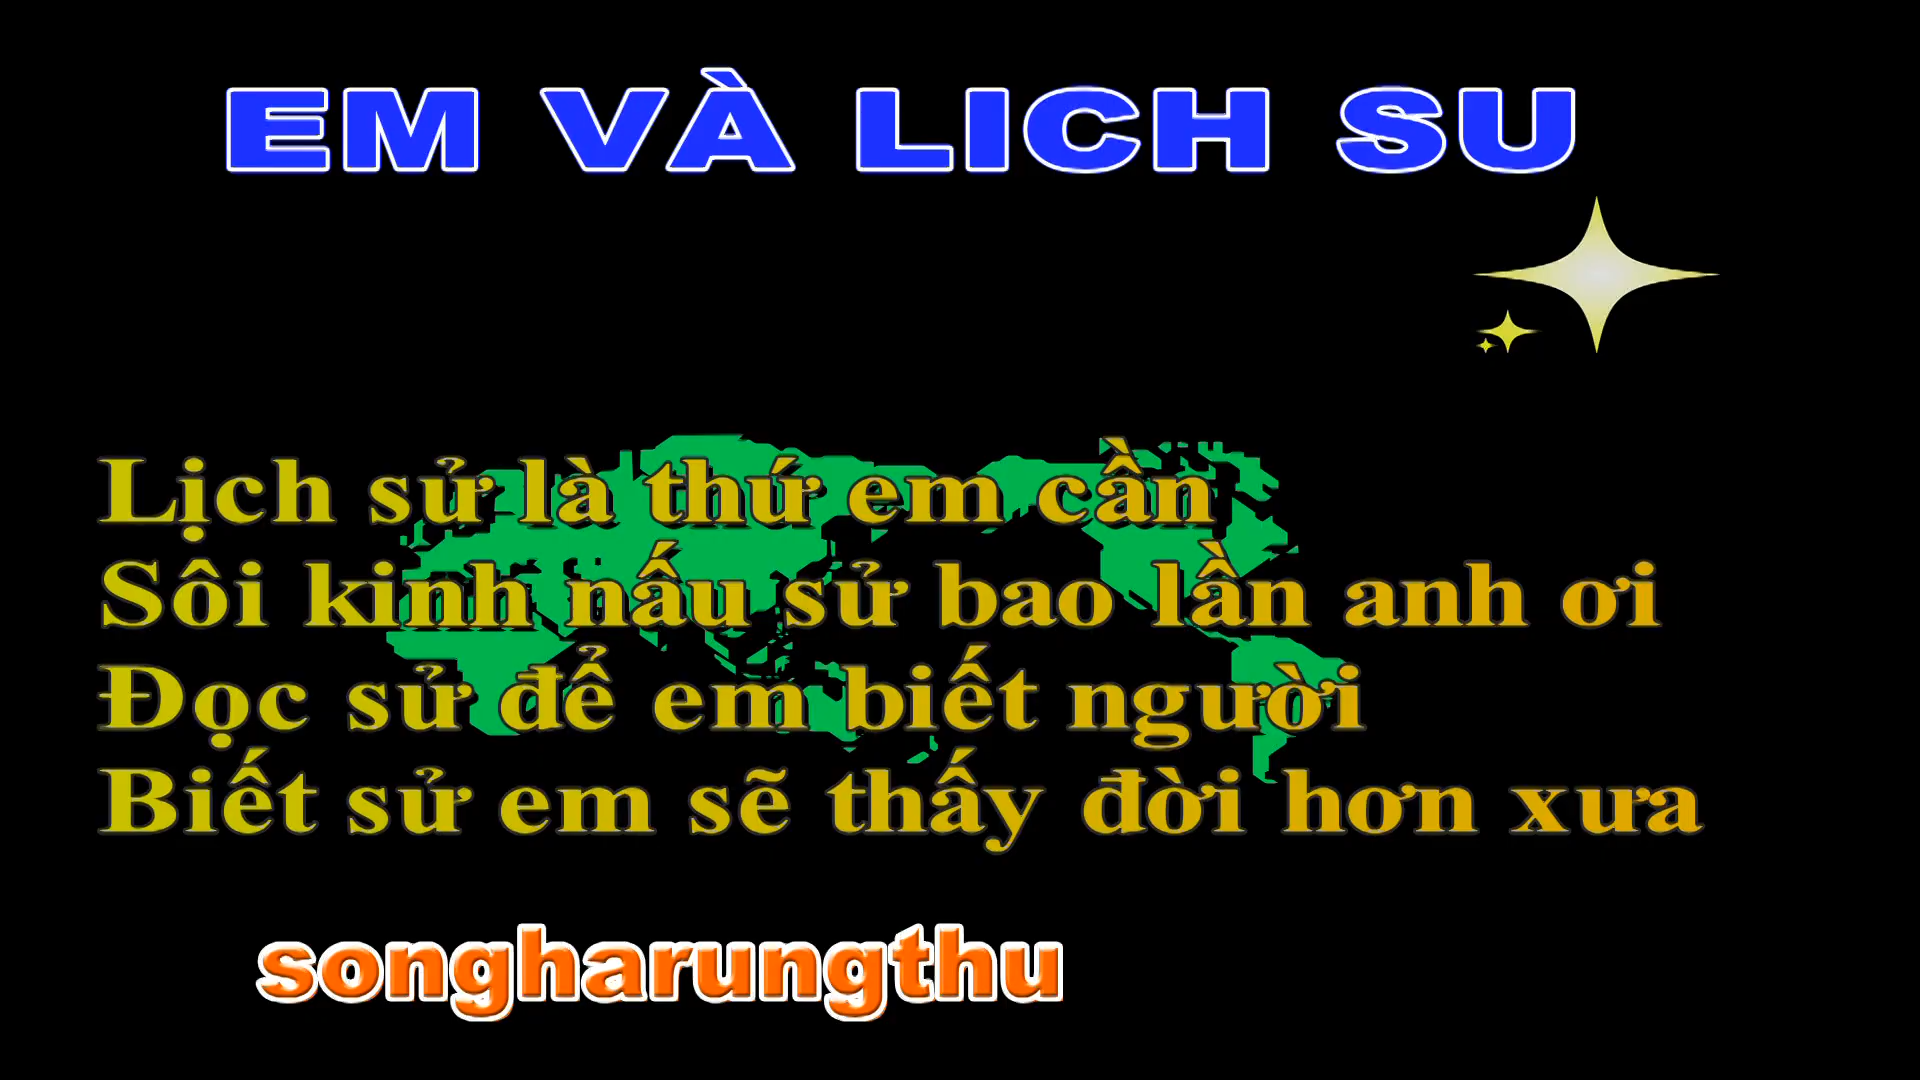 EM VÀ LICH SU
Lịch sử là thứ em cần
Sôi kinh nấu sử bao lần anh ơi
Đọc sử để em biết người
Biết sử em sẽ thấy đời hơn xưa
songharungthu